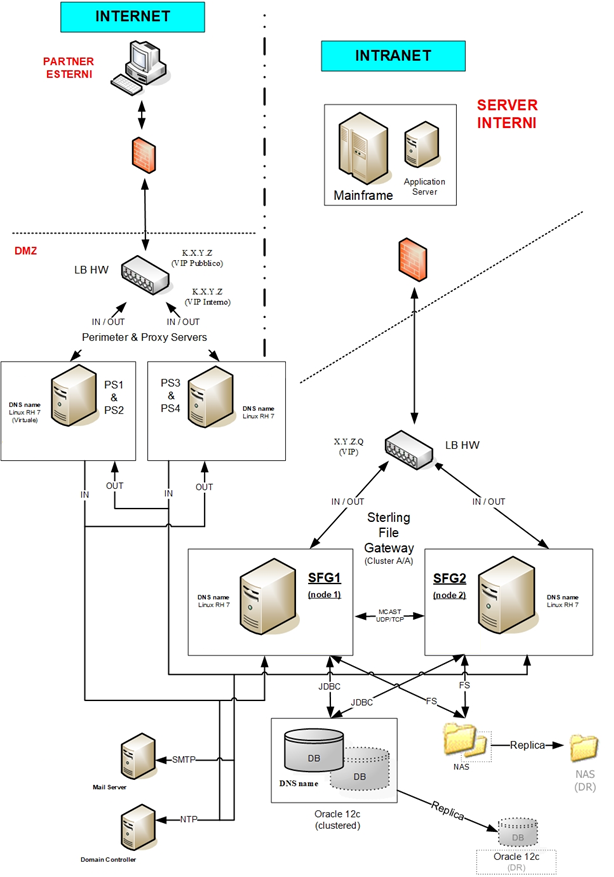 INTERNET
PARTNER
ESTERNI
INTRANET
SERVER
INTERNI
Mainframe
Application
Server
DMZ
K.X.Y.Z
(VIP Pubblico)
LB HW
K.X.Y.Z
(VIP Interno)
IN / OUT
IN / OUT
Perimeter & Proxy Servers
DNS name
Linux RH 7
(Virtuale)
PS1
&
PS2
PS3
&
PS4
DNS name
Linux RH 7
X.Y.Z.Q
(VIP)
LB HW
IN
OUT
IN
OUT
IN / OUT
IN / OUT
Sterling
File
Gateway
(Cluster A/A)
DNS name
Linux RH 7
SFG1
(node 1)
MCAST
UDP/TCP
SFG2
(node 2)
DNS name
Linux RH 7
JDBC
JDBC
FS
FS
SMTP
Mail Server
NTP
Domain Controller
DB
DB
DNS name
Oracle 12c
(clustered)
NAS
Replica
NAS
(DR)
Replica
DB
Oracle 12c
(DR)